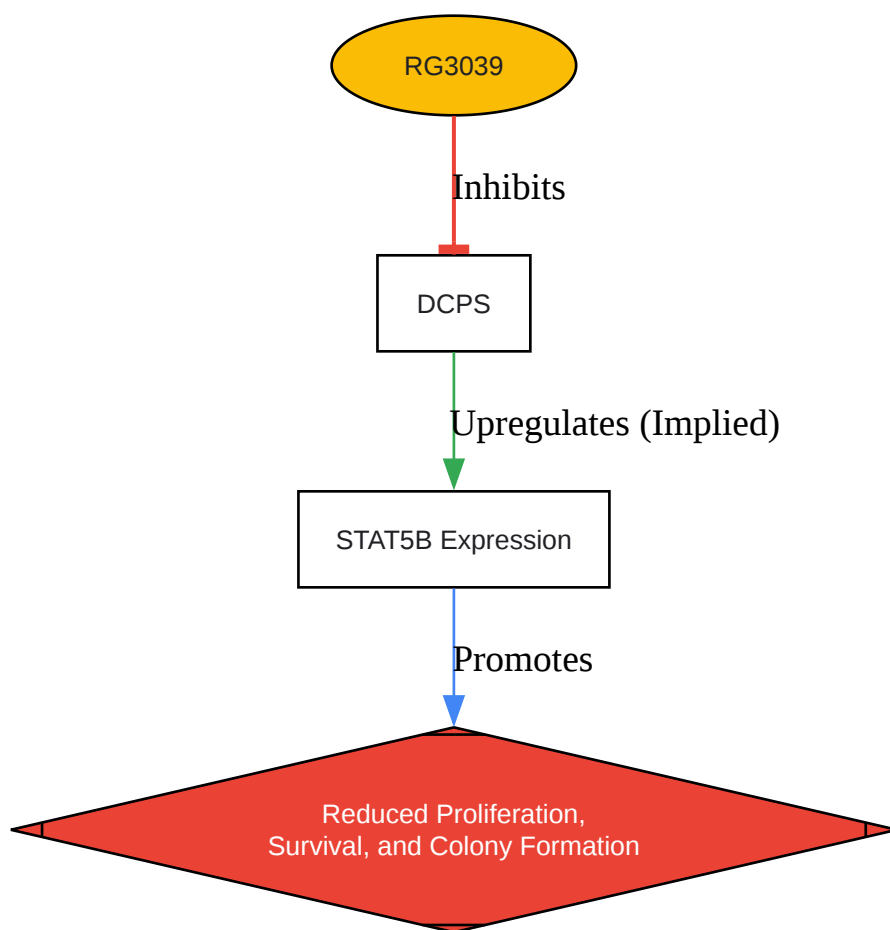 RG3039
Inhibits
DCPS
Upregulates (Implied)
STAT5B Expression
Promotes
Reduced Proliferation,
Survival, and Colony Formation